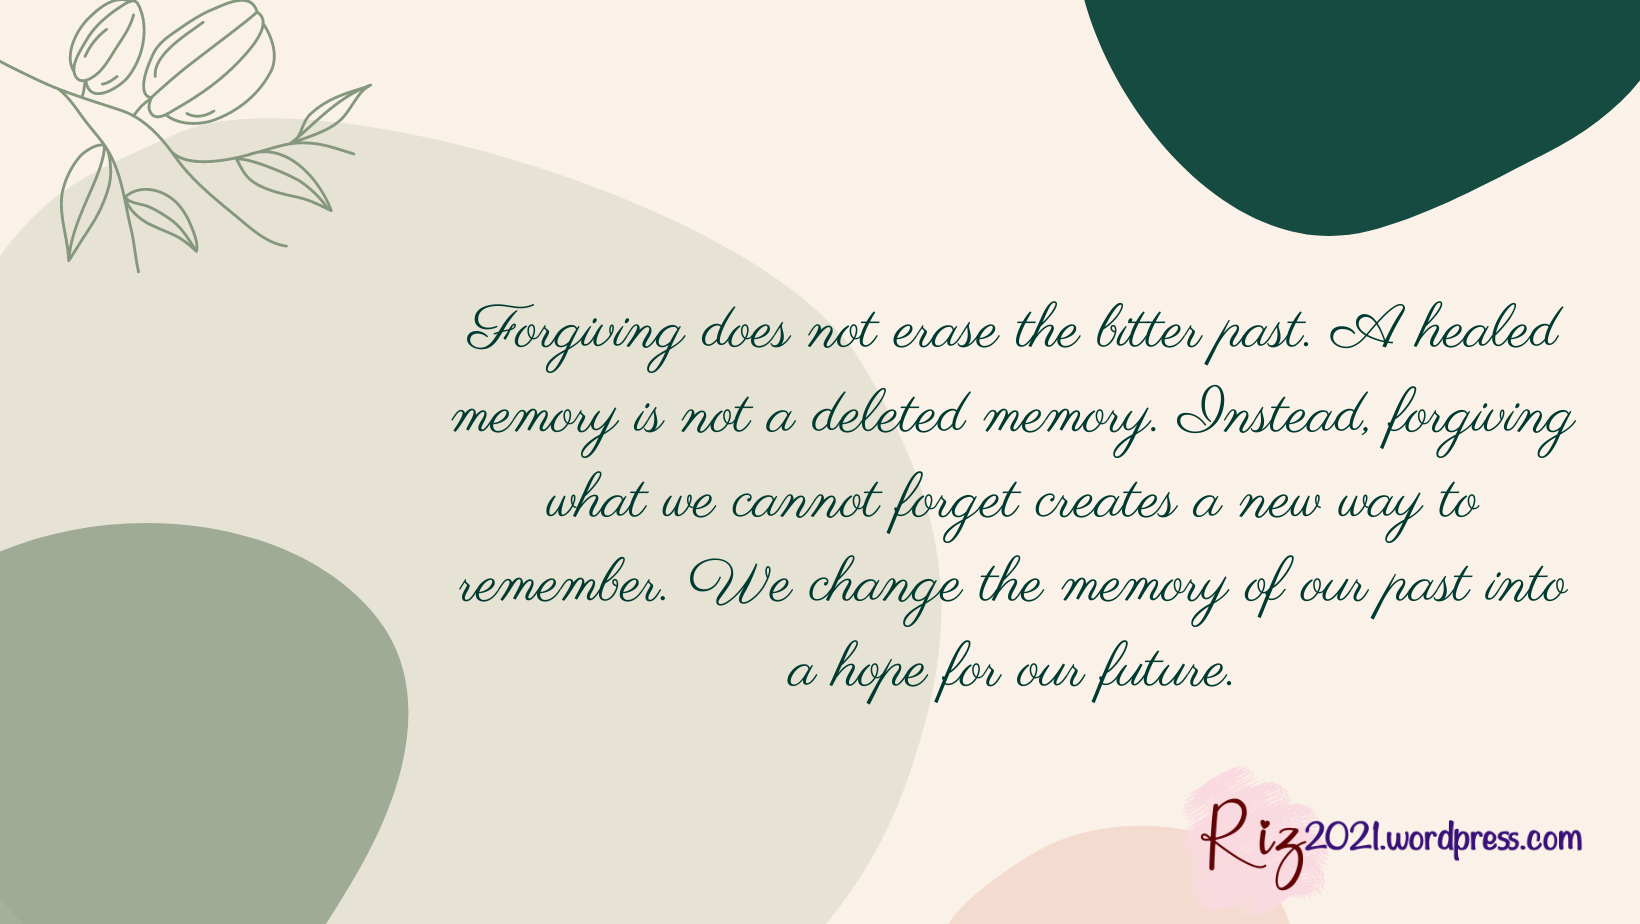 Forgiving does not erase the bitter past. A healed
memory is not a deleted memory. Instead, forgiving
what we cannot forget creates a new way to
remember. We change the memory of our past into
a hope for our future.
Riz2021.wordpress.com